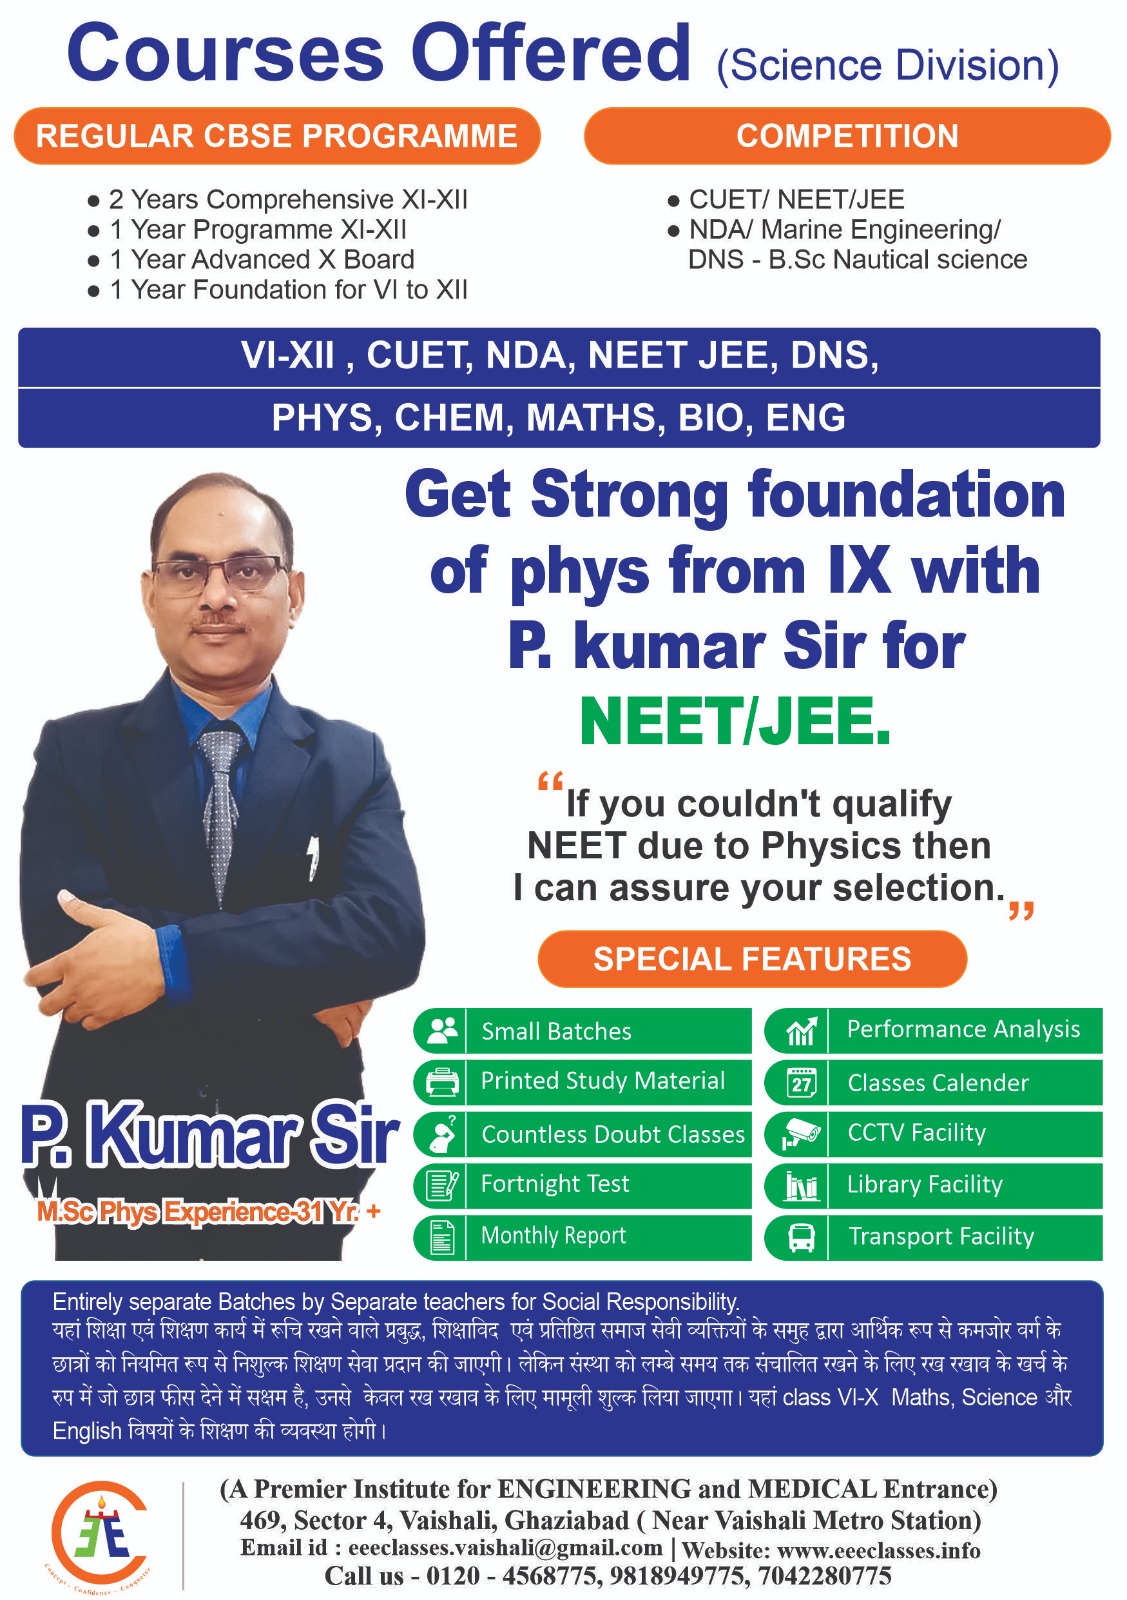 Courses Offered (Science Division)
REGULAR CBSE PROGRAMME
● 2 Years Comprehensive XI-XII
● 1 Year Programme XI-XII
● 1 Year Advanced X Board
● 1 Year Foundation for VI to XII
COMPETITION
● CUET/ NEET/JEE
● NDA/ Marine Engineering/
DNS - B.Sc Nautical science
VI-XII , CUET, NDA, NEET JEE, DNS,
PHYS, CHEM, MATHS, BIO, ENG
Get Strong foundation
of phys from IX with
P. kumar Sir for
NEET/JEE.
“If you couldn't qualify
NEET due to Physics then
I can assure your selection.”
SPECIAL FEATURES
Small Batches
Printed Study Material
Countless Doubt Classes
Fortnight Test
Monthly Report
Performance Analysis
27
Classes Calender
CCTV Facility
Library Facility
Transport Facility
P. Kumar Sir
M.Sc Phys Experience-31 Yr. +
Entirely separate Batches by Separate teachers for Social Responsibility.
यहां शिक्षा एवं शिक्षण कार्य में रूचि रखने वाले प्रबुद्ध, शिक्षाविद एवं प्रतिष्ठित समाज सेवी व्यक्तियों के समुह द्वारा आर्थिक रूप से कमजोर वर्ग के
छात्रों को नियमित रूप से निशुल्क शिक्षण सेवा प्रदान की जाएगी। लेकिन संस्था को लम्बे समय तक संचालित रखने के लिए रख रखाव के खर्च के
रुप में जो छात्र फीस देने में सक्षम है, उनसे केवल रख रखाव के लिए मामूली शुल्क लिया जाएगा। यहां class VI-X Maths, Science और
English विषयों के शिक्षण की व्यवस्था होगी।
EE
Concept - Confidence - Conqueror
(A Premier Institute for ENGINEERING and MEDICAL Entrance)
469, Sector 4, Vaishali, Ghaziabad ( Near Vaishali Metro Station)
Email id : eeeclasses.vaishali@gmail.com | Website: www.eeeclasses.info
Call us - 0120 - 4568775, 9818949775, 7042280775